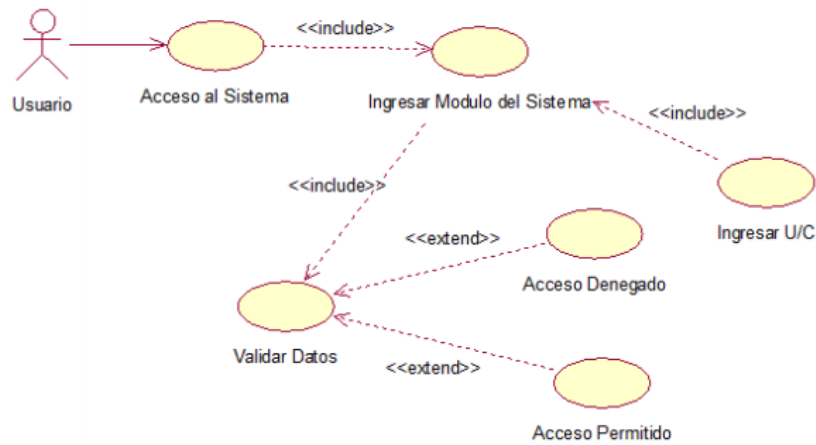 <<include>>
Usuario
Acceso al Sistema
Ingresar Modulo del Sistema
<<include>>
<<include>>
Ingresar U/C
<<extend>>
Acceso Denegado
Validar Datos
<<extend>>
Acceso Permitido